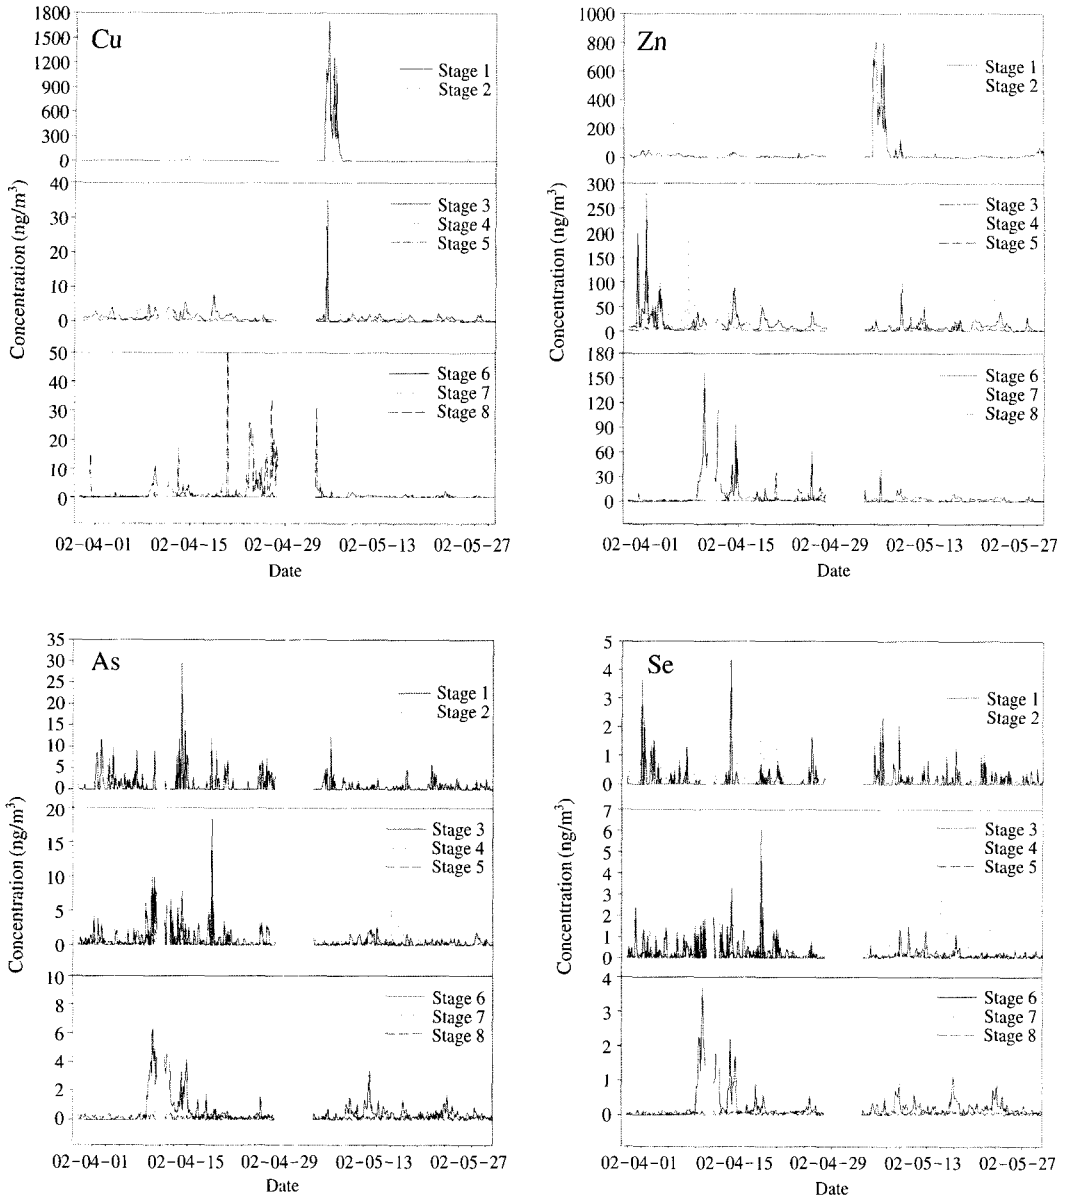 Cu
1800
1500
1200
900
600
300
0
Stage 1
Stage 2
40
30
20
10
0
Stage 3
Stage 4
Stage 5
50
40
30
20
10
0
Stage 6
Stage 7
Stage 8
Concentration (ng/m³)
02-04-01 02-04-15 02-04-29 02-05-13 02-05-27
Date
Zn
1000
800
600
400
200
0
Stage 1
Stage 2
300
250
200
150
100
50
0
Stage 3
Stage 4
Stage 5
180
150
120
90
60
30
0
Stage 6
Stage 7
Stage 8
Concentration (ng/m³)
02-04-01 02-04-15 02-04-29 02-05-13 02-05-27
Date
As
35
30
25
20
15
10
5
0
Stage 1
Stage 2
20
15
10
5
0
Stage 3
Stage 4
Stage 5
10
8
6
4
2
0
Stage 6
Stage 7
Stage 8
Concentration (ng/m³)
02-04-01 02-04-15 02-04-29 02-05-13 02-05-27
Date
Se
5
4
3
2
1
0
Stage 1
Stage 2
7
6
5
4
3
2
1
0
Stage 3
Stage 4
Stage 5
4
3
2
1
0
Stage 6
Stage 7
Stage 8
Concentration (ng/m³)
02-04-01 02-04-15 02-04-29 02-05-13 02-05-27
Date